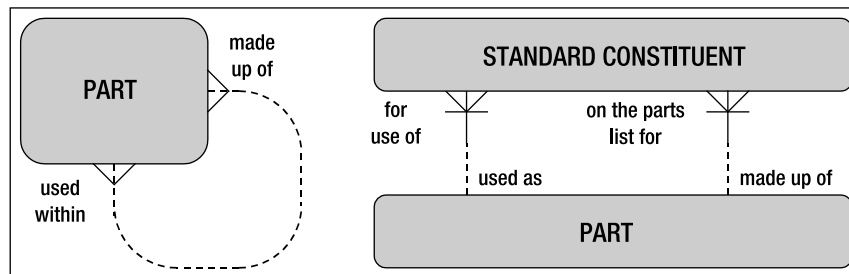 PART
made
up of
used
within
STANDARD CONSTITUENT
for
use of
on the parts
list for
used as
made up of
PART